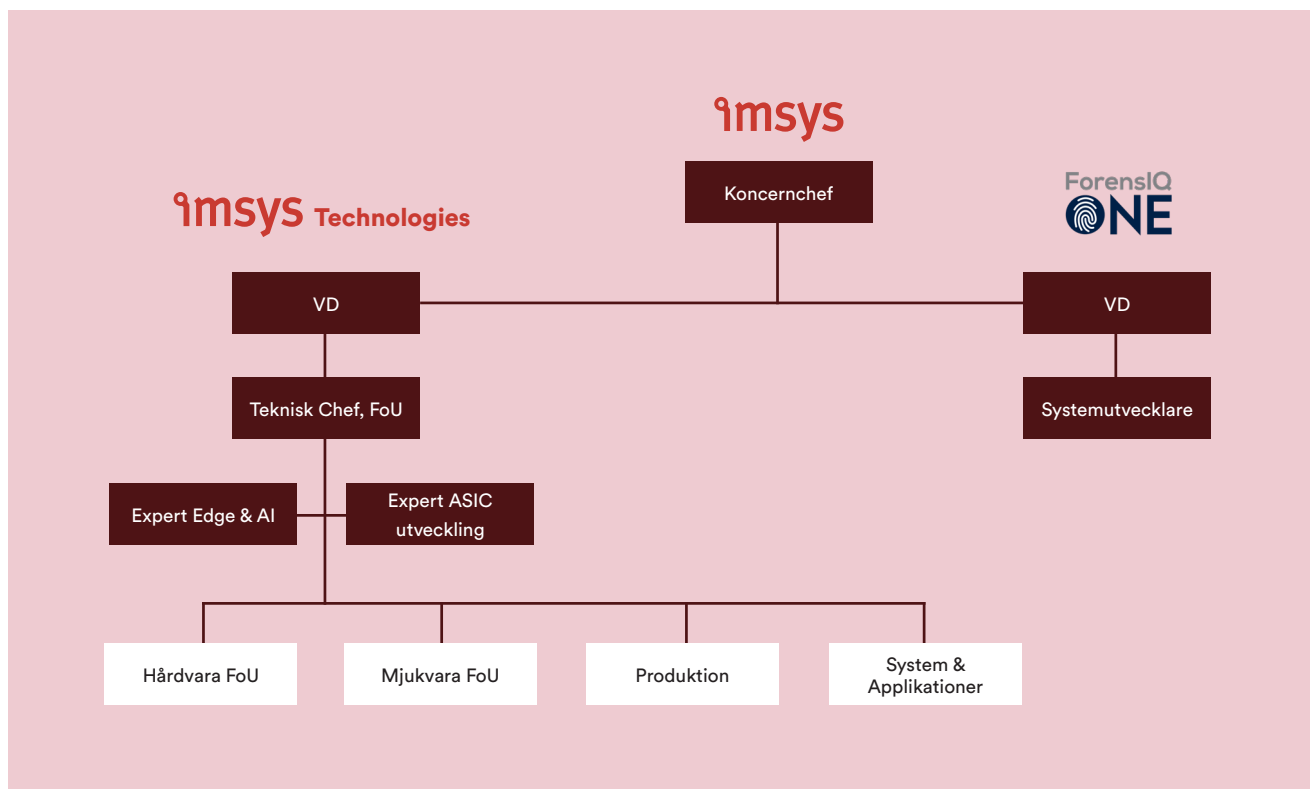 imsys
Koncernchef
imsys Technologies
ForensIQ
ONE
VD
VD
Teknisk Chef, FoU
Systemutvecklare
Expert Edge & AI
Expert ASIC
utveckling
Hårdvara FoU
Mjukvara FoU
Produktion
System &
Applikationer